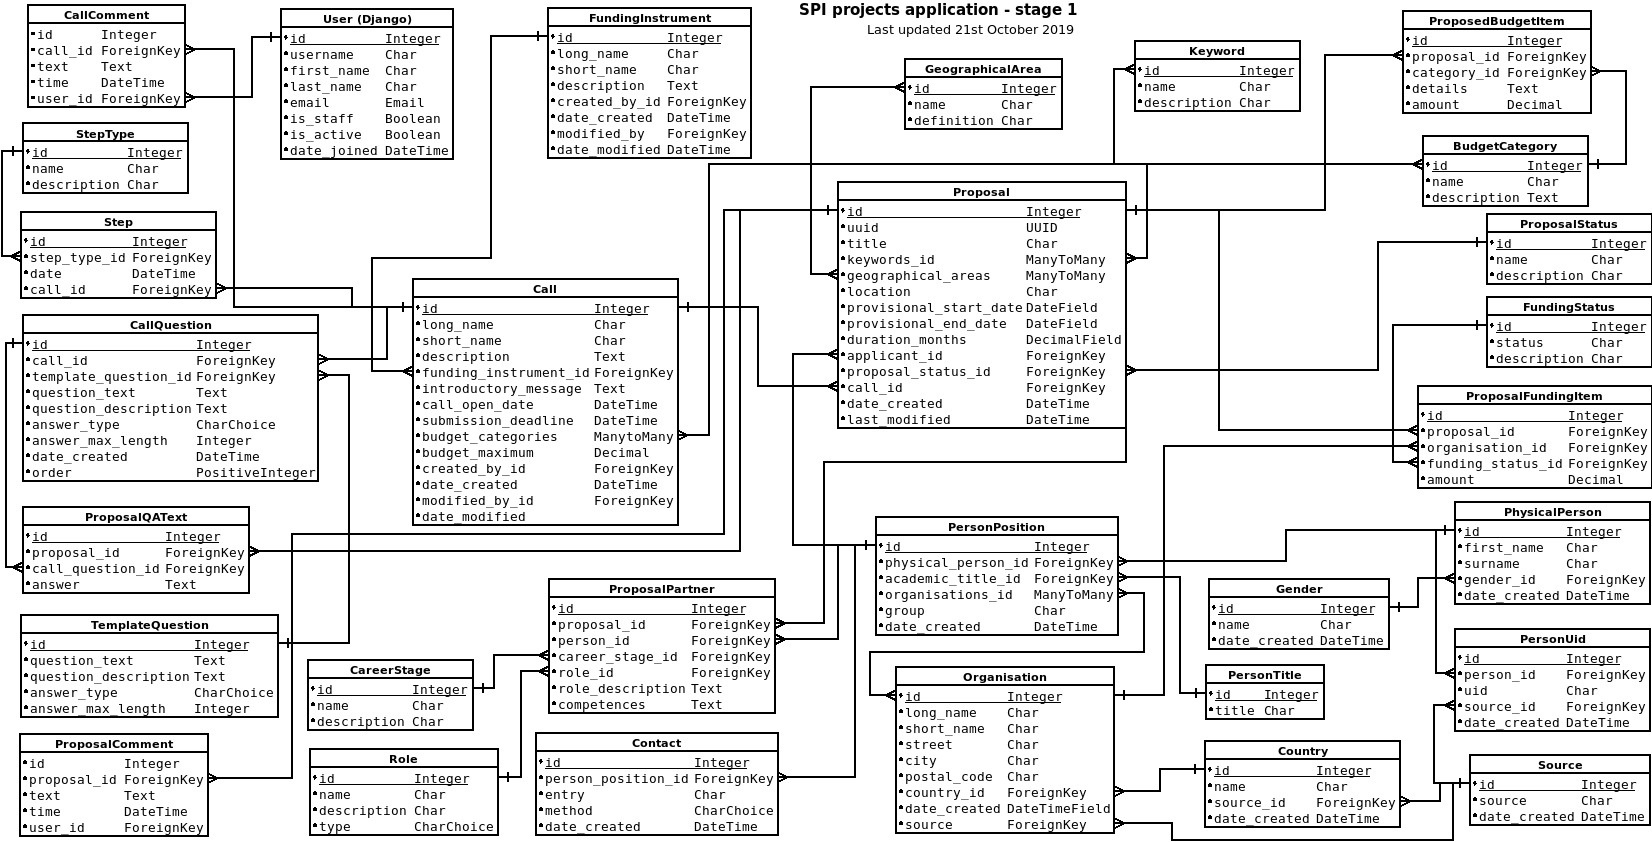 SPI projects application - stage 1
Last updated 21st October 2019
CallComment
id Integer
call_id ForeignKey
text Text
time DateTime
user_id ForeignKey
User (Django)
id Integer
username Char
first_name Char
last_name Char
email Email
is_staff Boolean
is_active Boolean
date_joined DateTime
FundingInstrument
id Integer
long_name Char
short_name Char
description Text
created_by_id ForeignKey
date_created DateTime
modified_by ForeignKey
date_modified DateTime
GeographicalArea
id Integer
name Char
definition Char
Keyword
id Integer
name Char
description Char
ProposedBudgetItem
id Integer
proposal_id ForeignKey
category_id ForeignKey
details Text
amount Decimal
StepType
id Integer
name Char
description Char
BudgetCategory
id Integer
name Char
description Text
Step
id Integer
step_type_id ForeignKey
date DateTime
call_id ForeignKey
Proposal
id Integer
uuid UUID
title Char
keywords_id ManyToMany
geographical_areas ManyToMany
location Char
provisional_start_date DateField
provisional_end_date DateField
duration_months DecimalField
applicant_id ForeignKey
proposal_status_id ForeignKey
call_id ForeignKey
date_created DateTime
last_modified DateTime
ProposalStatus
id Integer
name Char
description Char
Call
id Integer
long_name Char
short_name Char
description Text
funding_instrument_id ForeignKey
introductory_message Text
call_open_date DateTime
submission_deadline DateTime
budget_categories ManytoMany
budget_maximum Decimal
created_by_id ForeignKey
date_created DateTime
modified_by_id ForeignKey
date_modified
FundingStatus
id Integer
status Char
description Char
CallQuestion
id Integer
call_id ForeignKey
template_question_id ForeignKey
question_text Text
question_description Text
answer_type CharChoice
answer_max_length Integer
date_created DateTime
order PositiveInteger
ProposalFundingItem
id Integer
proposal_id ForeignKey
organisation_id ForeignKey
funding_status_id ForeignKey
amount Decimal
ProposalQAText
id Integer
proposal_id ForeignKey
call_question_id ForeignKey
answer Text
PersonPosition
id Integer
physical_person_id ForeignKey
academic_title_id ForeignKey
organisations_id ManyToMany
group Char
date_created DateTime
PhysicalPerson
id Integer
first_name Char
surname Char
gender_id ForeignKey
date_created DateTime
ProposalPartner
id Integer
proposal_id ForeignKey
person_id ForeignKey
career_stage_id ForeignKey
role_id ForeignKey
role_description Text
competences Text
Gender
id Integer
name Char
date_created DateTime
TemplateQuestion
id Integer
question_text Text
question_description Text
answer_type CharChoice
answer_max_length Integer
PersonUid
id Integer
person_id ForeignKey
uid Char
source_id ForeignKey
date_created DateTime
CareerStage
id Integer
name Char
description Char
Organisation
id Integer
long_name Char
short_name Char
street Char
city Char
postal_code Char
country_id ForeignKey
date_created DateTimeField
source ForeignKey
PersonTitle
id Integer
title Char
ProposalComment
id Integer
proposal_id ForeignKey
text Text
time DateTime
user_id ForeignKey
Role
id Integer
name Char
description Char
type CharChoice
Contact
id Integer
person_position_id ForeignKey
entry Char
method CharChoice
date_created DateTime
Country
id Integer
name Char
source_id ForeignKey
date_created DateTime
Source
id Integer
source Char
date_created DateTime